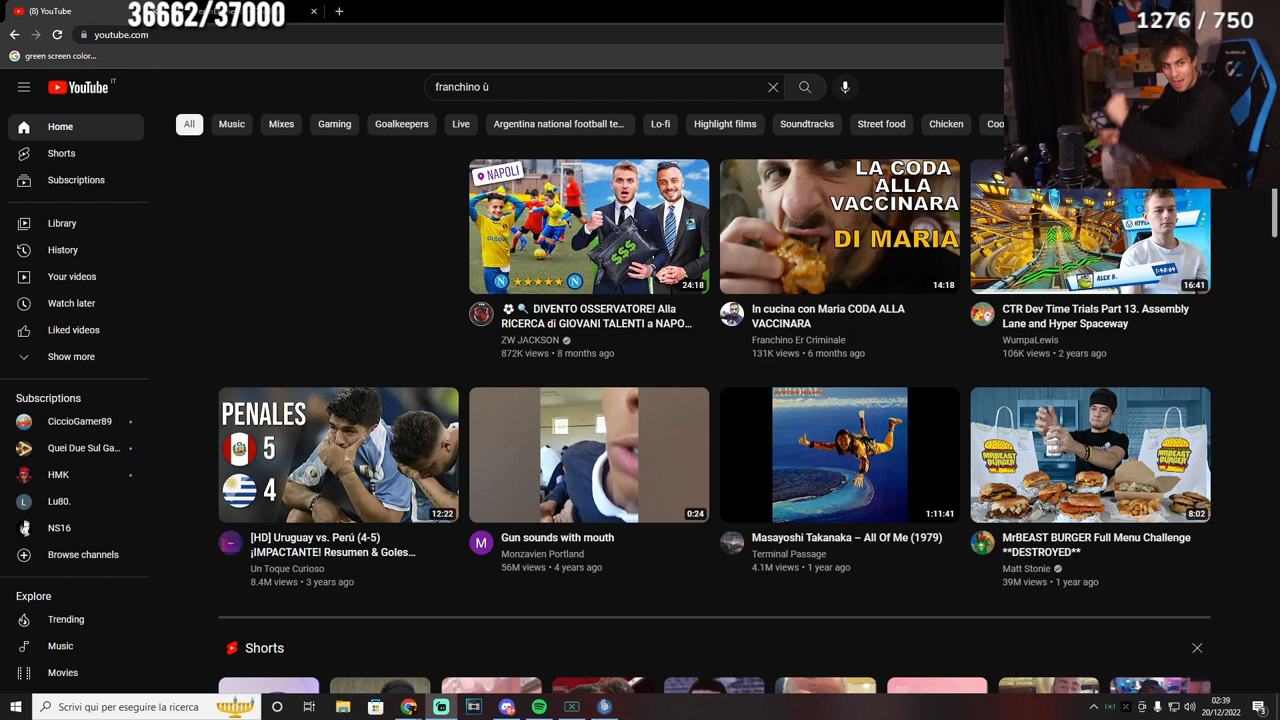 (8) YouTube
36662/37000
1276 / 750
youtube.com
green screen color...
YouTube IT
franchino ù
All
Music
Mixes
Gaming
Goalkeepers
Live
Argentina national football te...
Lo-fi
Highlight films
Soundtracks
Street food
Chicken
Coo
Home
Shorts
Subscriptions
Library
History
Your videos
Watch later
Liked videos
Show more
Subscriptions
CiccioGamer89
Quei Due Sul Ga...
HMK
Lu80.
NS16
Browse channels
Explore
Trending
Music
Movies
NAPOLI
$$$
24:18
DIVENTO OSSERVATORE! Alla
RICERCA di GIOVANI TALENTI a NAPO...
ZW JACKSON
872K views • 8 months ago
LA CODA
ALLA
VACCINARA
DI MARIA
14:18
In cucina con Maria CODA ALLA
VACCINARA
Franchino Er Criminale
131K views • 6 months ago
ALEX B.
16:41
CTR Dev Time Trials Part 13. Assembly
Lane and Hyper Spaceway
WumpaLewis
106K views • 2 years ago
PENALES
5
4
12:22
[HD] Uruguay vs. Perú (4-5)
¡IMPACTANTE! Resumen & Goles...
Un Toque Curioso
8.4M views • 3 years ago
0:24
M
Gun sounds with mouth
Monzavien Portland
56M views • 4 years ago
1:11:41
Masayoshi Takanaka – All Of Me (1979)
Terminal Passage
4.1M views • 1 year ago
MRBEAST
BURGER
MRBEAST
BURGER
8:02
MrBEAST BURGER Full Menu Challenge
**DESTROYED**
Matt Stonie
39M views • 1 year ago
Shorts
Scrivi qui per eseguire la ricerca
02:39
20/12/2022